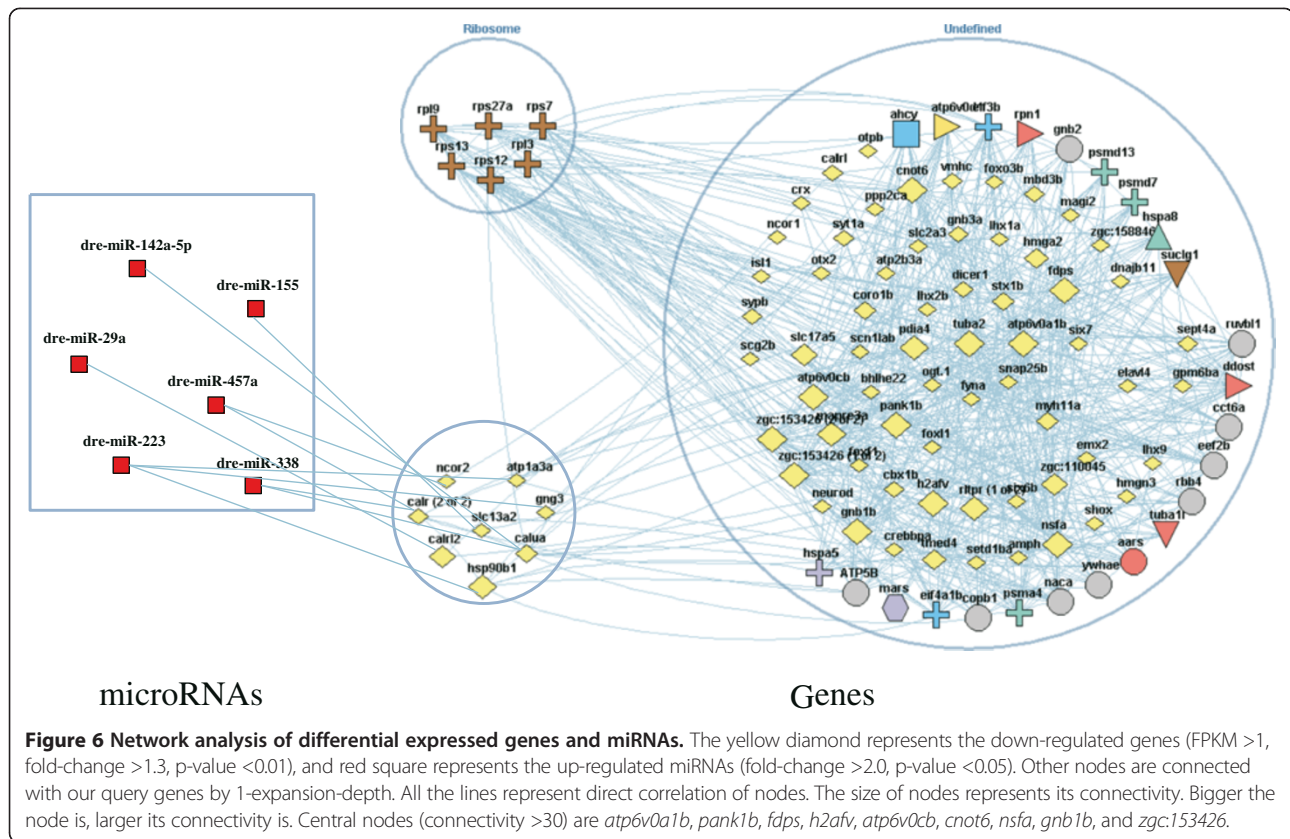 Ribosome
Undefined
rpl9
rps27a
rps7
rps13
rps12
rpl3
dre-miR-142a-5p
dre-miR-155
dre-miR-29a
dre-miR-457a
dre-miR-223
dre-miR-338
ncor2
atp1a3a
calr (2 of 2)
gng3
slc13a2
calrl2
calua
hsp90b1
ahcy
rpn1
gnb2
otpb
calrl
cnot6
vmhc
foxo3b
mbd3b
psmd13
psmd7
crx
ppp2ca
magi2
hspa8
ncor1
syt1a
slc2a3
gnb3a
lhx1a
hmga2
zgc:158846
suclg1
isl1
otx2
atp2b3a
dicer1
stx1b
fdps
dnajb11
sypb
coro1b
lhx2b
ruvbl1
slc17a5
scn1lab
pdia4
tuba2
atp6v0a1b
six7
sept4a
scg2b
ddost
atp6v0cb
bhlhe22
ogt.1
snap25b
elavl4
gpm6ba
fyna
cct6a
pank1b
myh11a
foxd1
emx2
lhx9
eef2b
cbx1b
zgc:110045
hmgn3
rbb4
neurod
h2afv
rltpr (1 of 2)
shox
tuba1l
gnb1b
nsfa
crebbpa
tmed4
setd1ba
amph
aars
hspa5
ATP5B
ywhae
mars
eif4a1b
copb1
psma4
naca
microRNAs
Genes
Figure 6 Network analysis of differential expressed genes and miRNAs. The yellow diamond represents the down-regulated genes (FPKM >1,
fold-change >1.3, p-value <0.01), and red square represents the up-regulated miRNAs (fold-change >2.0, p-value <0.05). Other nodes are connected
with our query genes by 1-expansion-depth. All the lines represent direct correlation of nodes. The size of nodes represents its connectivity. Bigger the
node is, larger its connectivity is. Central nodes (connectivity >30) are atp6v0a1b, pank1b, fdps, h2afv, atp6v0cb, cnot6, nsfa, gnb1b, and zgc:153426.